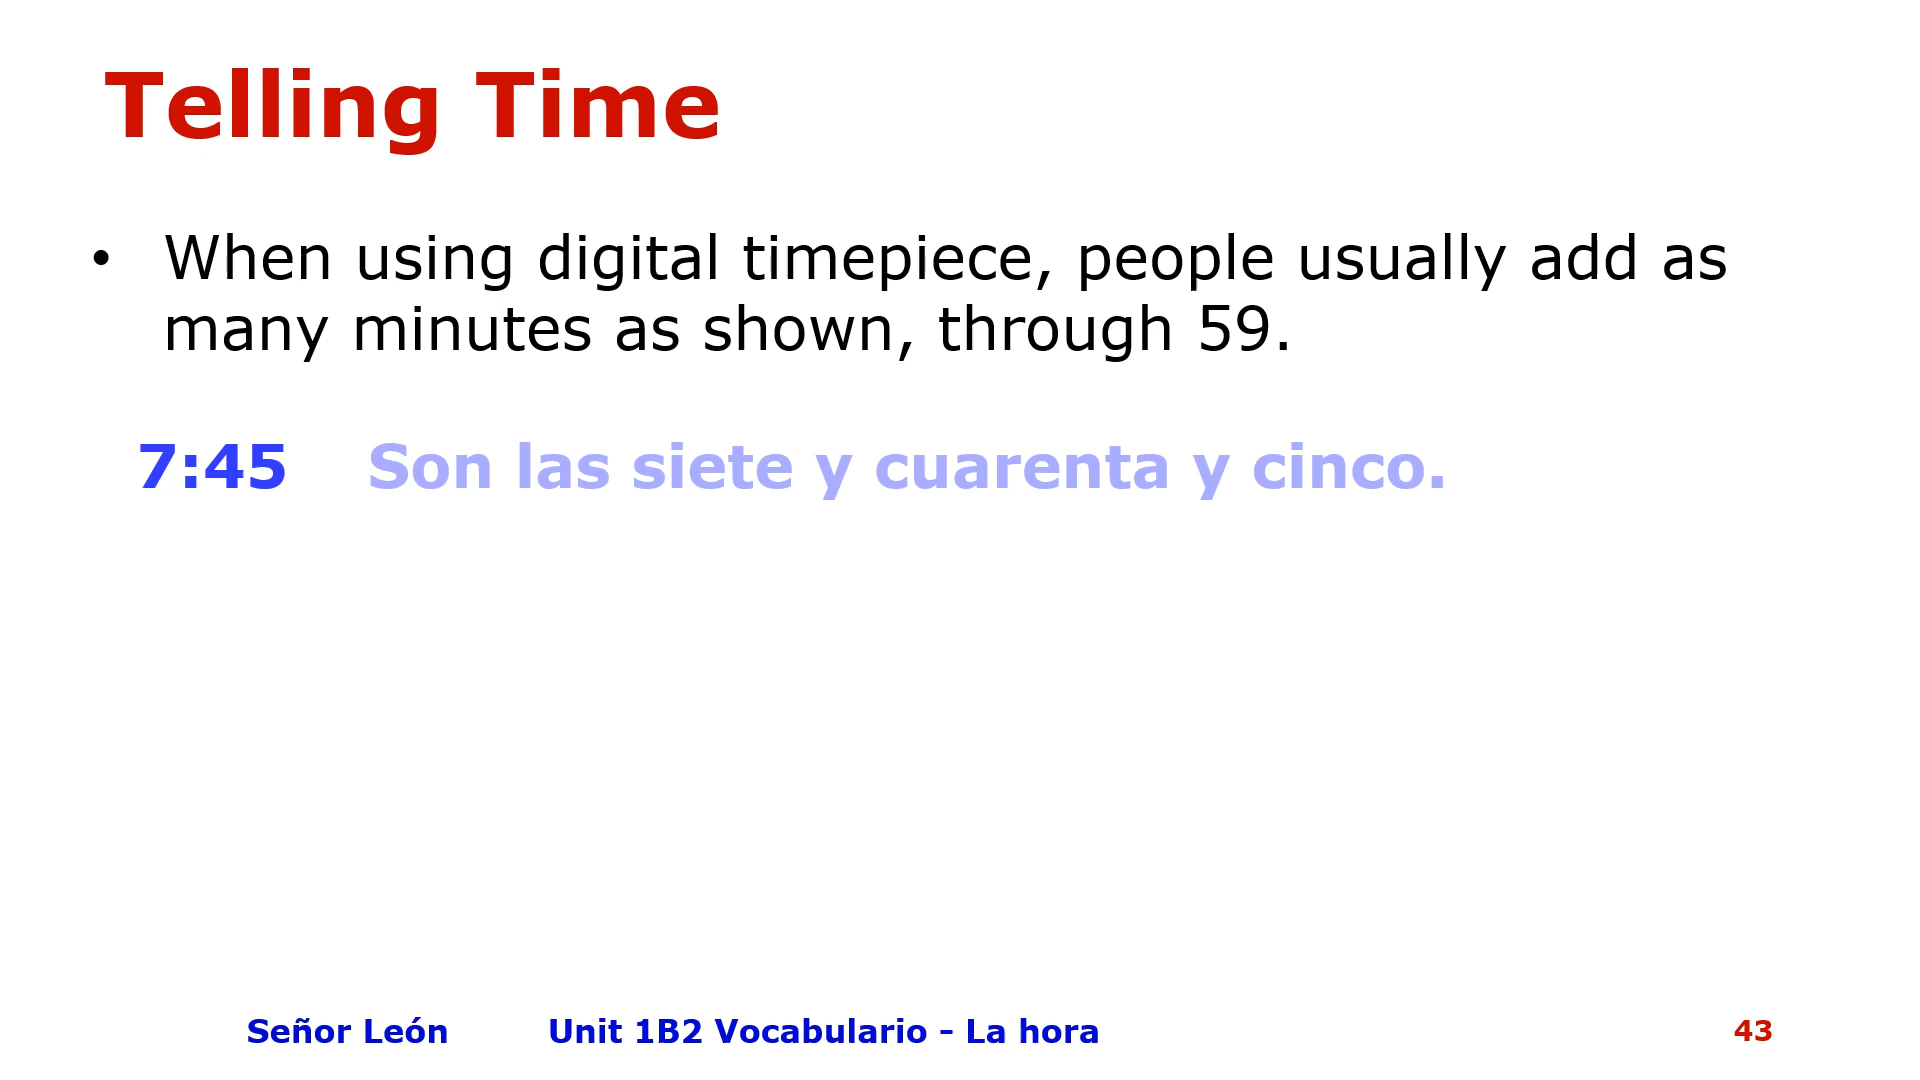 Telling Time
• When using digital timepiece, people usually add as
many minutes as shown, through 59.
7:45 Son las siete y cuarenta y cinco.
Señor León Unit 1B2 Vocabulario – La hora 43